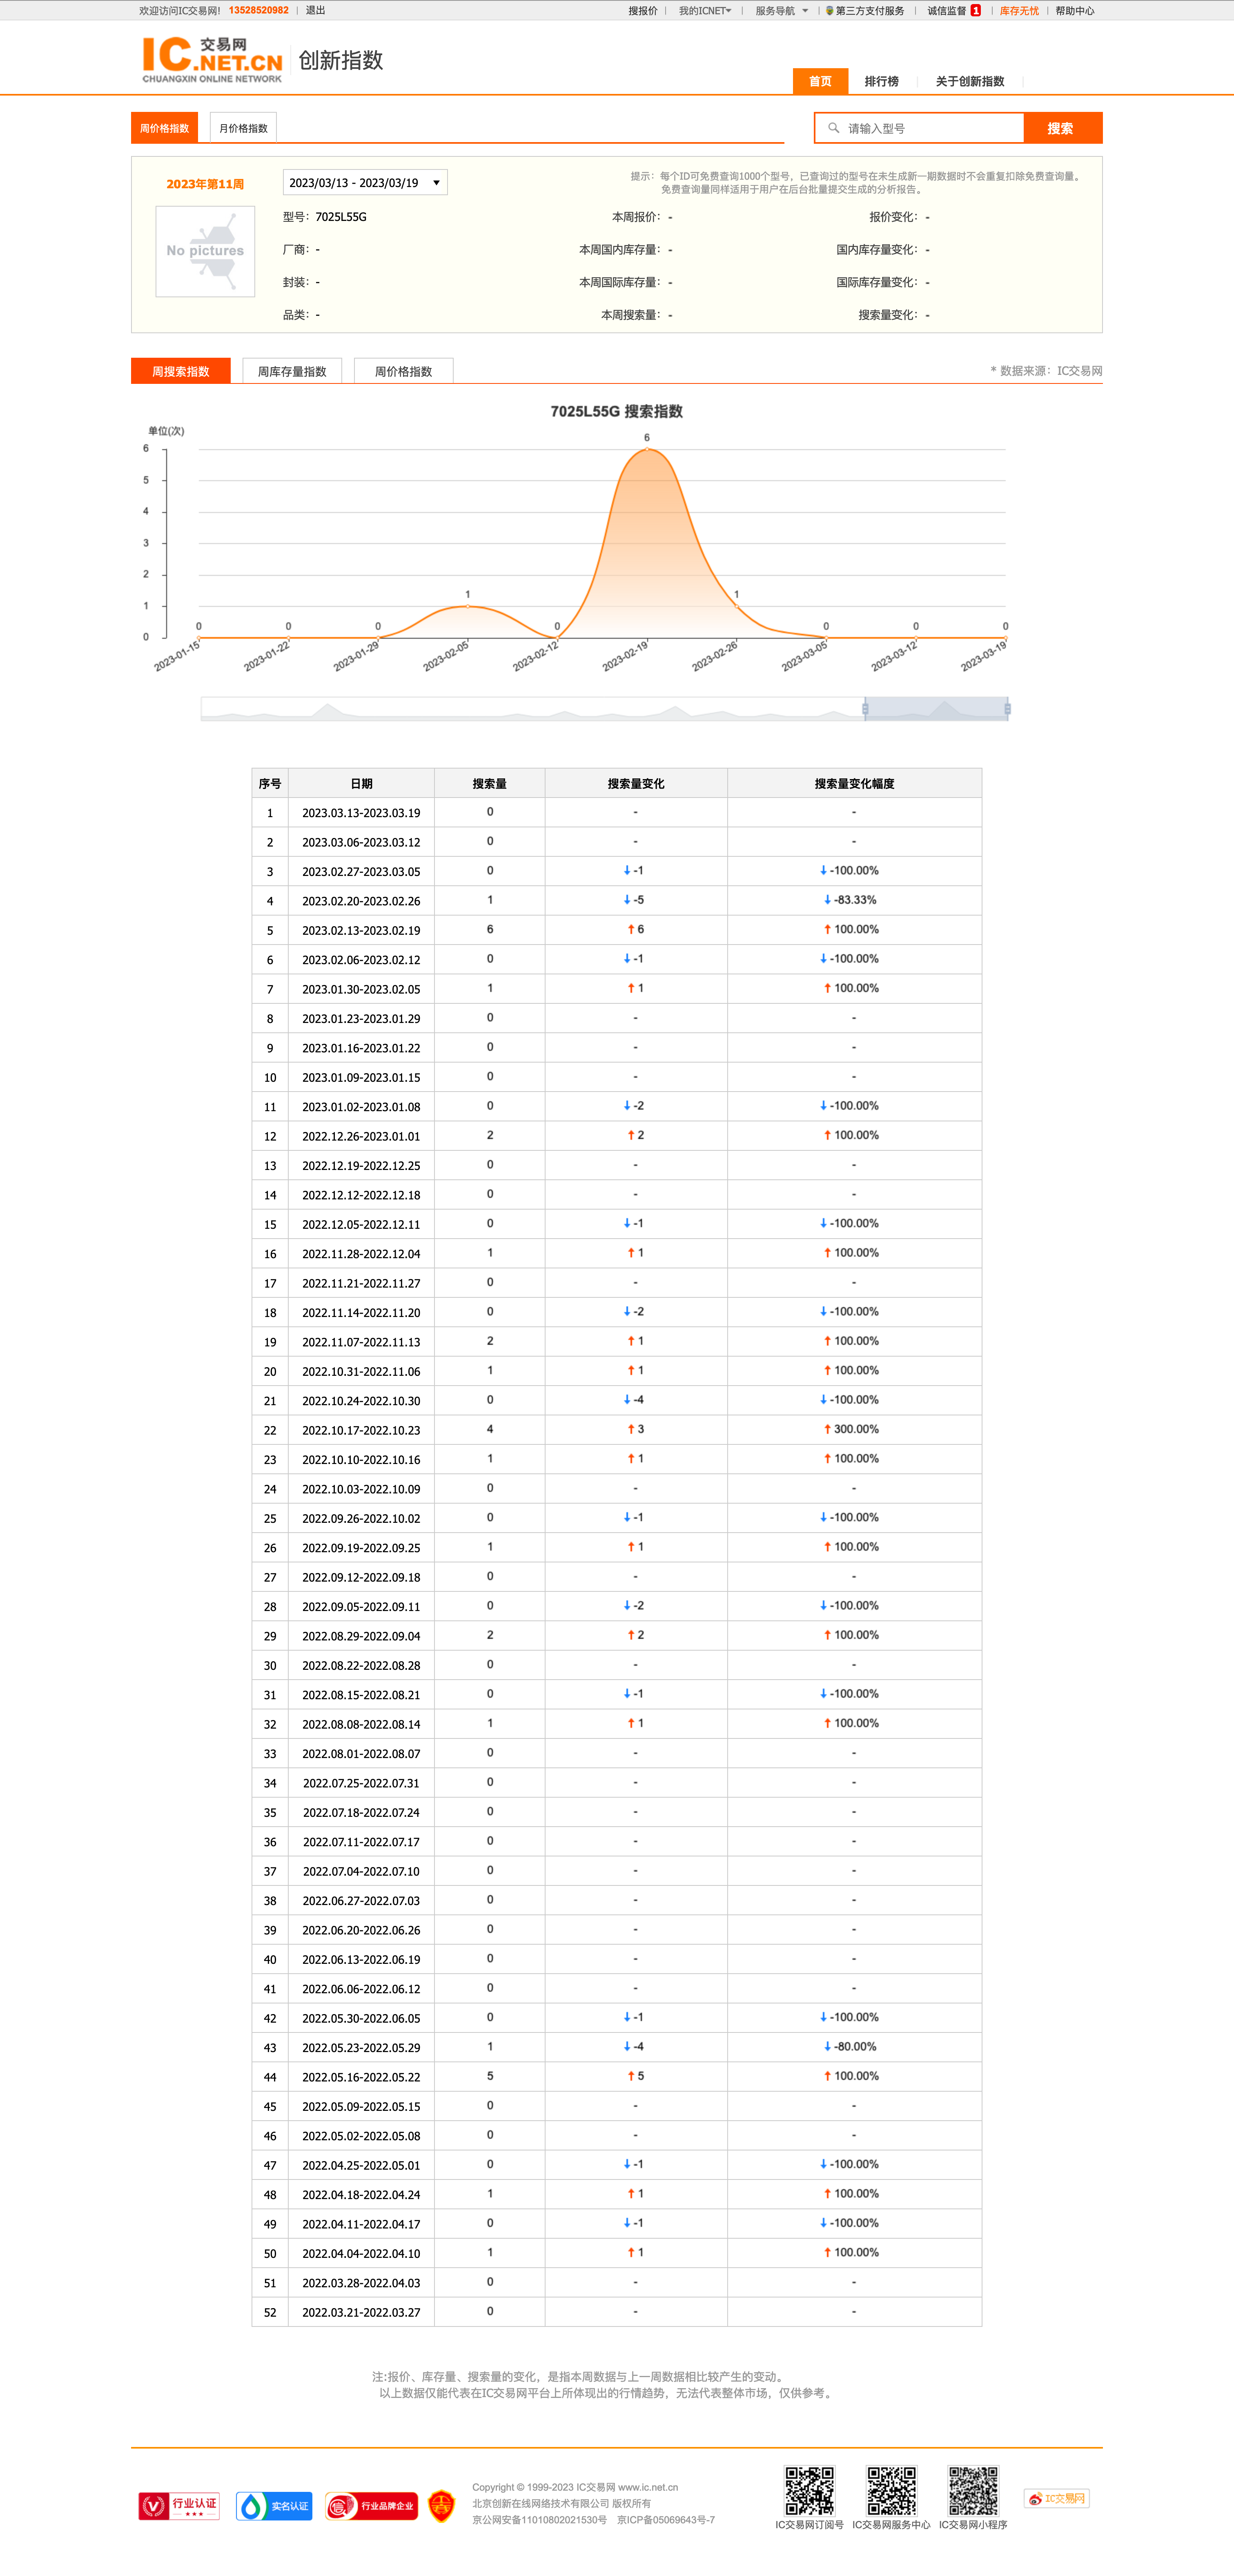 欢迎访问IC交易网! 13528520982 | 退出 搜报价 | 我的ICNET | 服务导航 | 第三方支付服务 | 诚信监督 1 | 库存无忧 | 帮助中心
IC 交易网 .NET.CN 创新指数
CHUANGXIN ONLINE NETWORK
首页 排行榜 关于创新指数
周价格指数 月价格指数 请输入型号 搜索
2023年第11周 2023/03/13 - 2023/03/19 提示：每个ID可免费查询1000个型号，已查询过的型号在未生成新一期数据时不会重复扣除免费查询量。
免费查询量同样适用于用户在后台批量提交生成的分析报告。
No pictures
型号：7025L55G 本周报价：- 报价变化：-
厂商：- 本周国内库存量：- 国内库存量变化：-
封装：- 本周国际库存量：- 国际库存量变化：-
品类：- 本周搜索量：- 搜索量变化：-
周搜索指数 周库存量指数 周价格指数 * 数据来源：IC交易网
7025L55G 搜索指数
单位(次)
6
5
4
3
2
1
0
0 0 0 1 0 6 1 0 0 0
2023-01-15 2023-01-22 2023-01-29 2023-02-05 2023-02-12 2023-02-19 2023-02-26 2023-03-05 2023-03-12 2023-03-19
序号 日期 搜索量 搜索量变化 搜索量变化幅度
1 2023.03.13-2023.03.19 0 - -
2 2023.03.06-2023.03.12 0 - -
3 2023.02.27-2023.03.05 0 ↓-1 ↓-100.00%
4 2023.02.20-2023.02.26 1 ↓-5 ↓-83.33%
5 2023.02.13-2023.02.19 6 ↑6 ↑100.00%
6 2023.02.06-2023.02.12 0 ↓-1 ↓-100.00%
7 2023.01.30-2023.02.05 1 ↑1 ↑100.00%
8 2023.01.23-2023.01.29 0 - -
9 2023.01.16-2023.01.22 0 - -
10 2023.01.09-2023.01.15 0 - -
11 2023.01.02-2023.01.08 0 ↓-2 ↓-100.00%
12 2022.12.26-2023.01.01 2 ↑2 ↑100.00%
13 2022.12.19-2022.12.25 0 - -
14 2022.12.12-2022.12.18 0 - -
15 2022.12.05-2022.12.11 0 ↓-1 ↓-100.00%
16 2022.11.28-2022.12.04 1 ↑1 ↑100.00%
17 2022.11.21-2022.11.27 0 - -
18 2022.11.14-2022.11.20 0 ↓-2 ↓-100.00%
19 2022.11.07-2022.11.13 2 ↑1 ↑100.00%
20 2022.10.31-2022.11.06 1 ↑1 ↑100.00%
21 2022.10.24-2022.10.30 0 ↓-4 ↓-100.00%
22 2022.10.17-2022.10.23 4 ↑3 ↑300.00%
23 2022.10.10-2022.10.16 1 ↑1 ↑100.00%
24 2022.10.03-2022.10.09 0 - -
25 2022.09.26-2022.10.02 0 ↓-1 ↓-100.00%
26 2022.09.19-2022.09.25 1 ↑1 ↑100.00%
27 2022.09.12-2022.09.18 0 - -
28 2022.09.05-2022.09.11 0 ↓-2 ↓-100.00%
29 2022.08.29-2022.09.04 2 ↑2 ↑100.00%
30 2022.08.22-2022.08.28 0 - -
31 2022.08.15-2022.08.21 0 ↓-1 ↓-100.00%
32 2022.08.08-2022.08.14 1 ↑1 ↑100.00%
33 2022.08.01-2022.08.07 0 - -
34 2022.07.25-2022.07.31 0 - -
35 2022.07.18-2022.07.24 0 - -
36 2022.07.11-2022.07.17 0 - -
37 2022.07.04-2022.07.10 0 - -
38 2022.06.27-2022.07.03 0 - -
39 2022.06.20-2022.06.26 0 - -
40 2022.06.13-2022.06.19 0 - -
41 2022.06.06-2022.06.12 0 - -
42 2022.05.30-2022.06.05 0 ↓-1 ↓-100.00%
43 2022.05.23-2022.05.29 1 ↓-4 ↓-80.00%
44 2022.05.16-2022.05.22 5 ↑5 ↑100.00%
45 2022.05.09-2022.05.15 0 - -
46 2022.05.02-2022.05.08 0 - -
47 2022.04.25-2022.05.01 0 ↓-1 ↓-100.00%
48 2022.04.18-2022.04.24 1 ↑1 ↑100.00%
49 2022.04.11-2022.04.17 0 ↓-1 ↓-100.00%
50 2022.04.04-2022.04.10 1 ↑1 ↑100.00%
51 2022.03.28-2022.04.03 0 - -
52 2022.03.21-2022.03.27 0 - -
注:报价、库存量、搜索量的变化，是指本周数据与上一周数据相比较产生的变动。
以上数据仅能代表在IC交易网平台上所体现出的行情趋势，无法代表整体市场，仅供参考。
行业认证 实名认证 信 行业品牌企业
Copyright © 1999-2023 IC交易网 www.ic.net.cn
北京创新在线网络技术有限公司 版权所有
京公网安备11010802021530号 京ICP备05069643号-7
IC交易网订阅号 IC交易网服务中心 IC交易网小程序 IC交易网